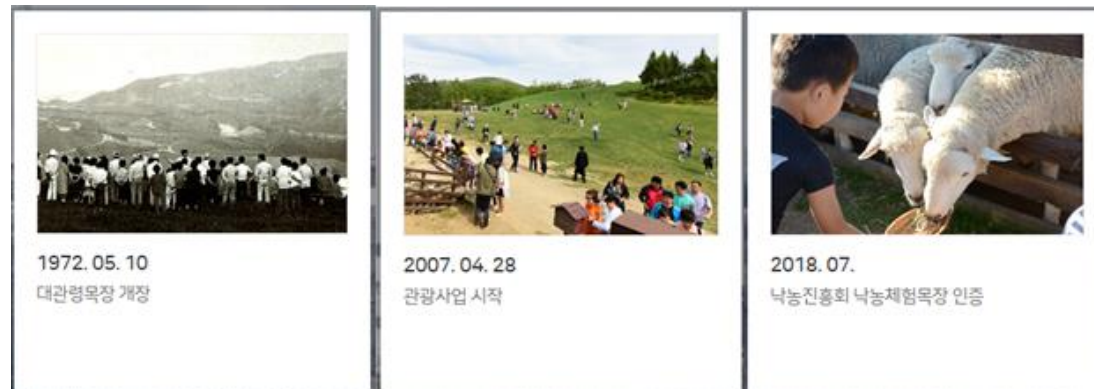 1972. 05. 10
대관령목장 개장
2007. 04. 28
관광사업 시작
2018. 07.
낙농진흥회 낙농체험목장 인증